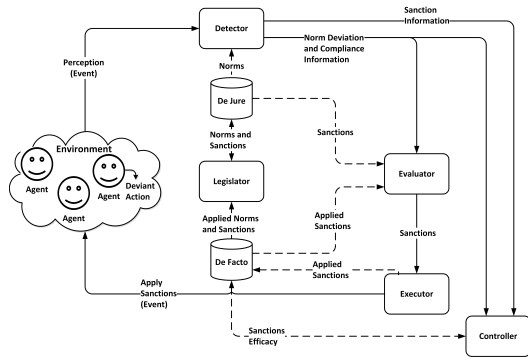 Sanction
Information
Detector
Norm Deviation
and Compliance
Information
Perception
(Event)
Norms
De Jure
Environment
Norms and
Sanctions
Sanctions
Agent
Agent
Deviant
Action
Agent
Legislator
Evaluator
Applied Norms
and Sanctions
Applied
Sanctions
Sanctions
De Facto
Applied
Sanctions
Apply
Sanctions
(Event)
Executor
Sanctions
Efficacy
Controller